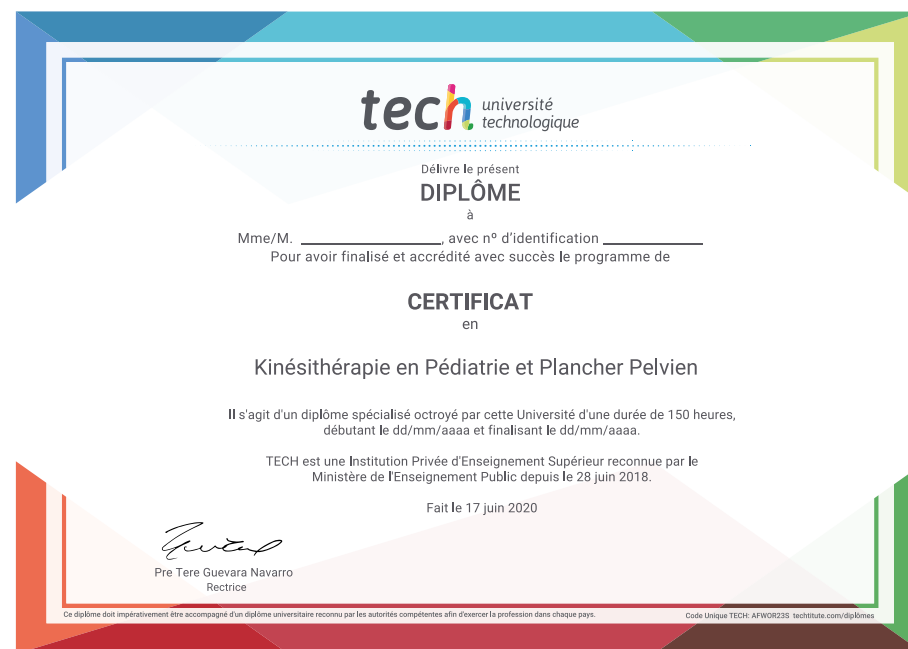 tech université
technologique
Délivre le présent
DIPLÔME
à
Mme/M. ____________________, avec nº d'identification ______________
Pour avoir finalisé et accrédité avec succès le programme de
CERTIFICAT
en
Kinésithérapie en Pédiatrie et Plancher Pelvien
Il s'agit d'un diplôme spécialisé octroyé par cette Université d'une durée de 150 heures,
débutant le dd/mm/aaaa et finalisant le dd/mm/aaaa.
TECH est une Institution Privée d'Enseignement Supérieur reconnue par le
Ministère de l'Enseignement Public depuis le 28 juin 2018.
Fait le 17 juin 2020
Pre Tere Guevara Navarro
Rectrice
Ce diplôme doit impérativement être accompagné d'un diplôme universitaire reconnu par les autorités compétentes afin d'exercer la profession dans chaque pays.
Code Unique TECH: AFWOR23S techtitute.com/diplômes